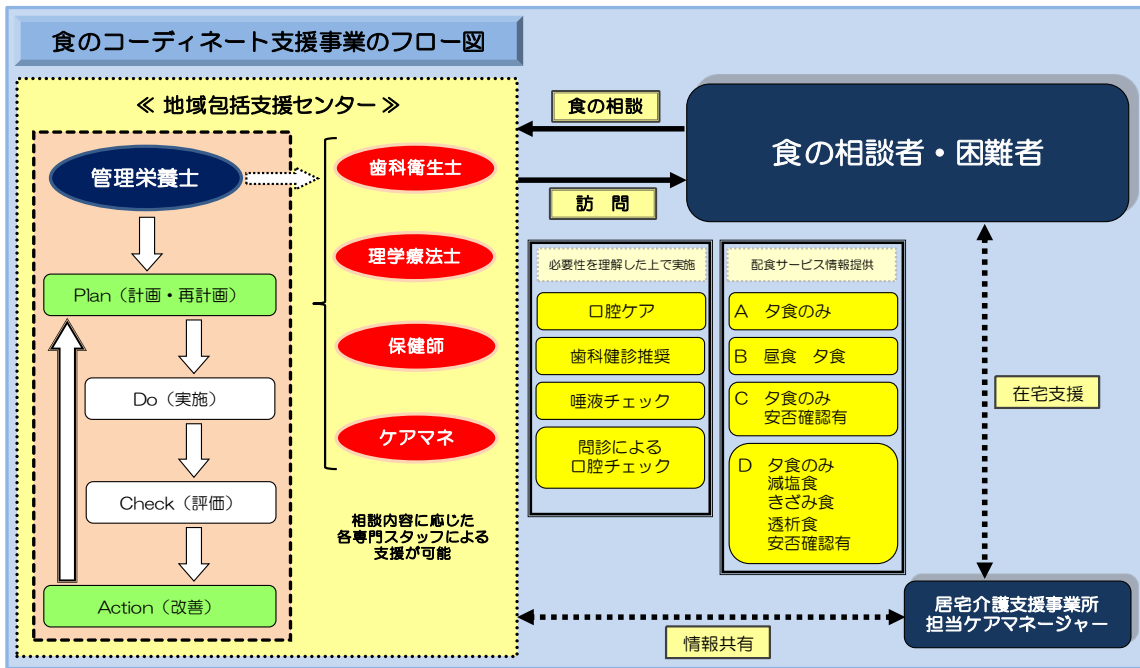 食のコーディネート支援事業のフロー図
≪ 地域包括支援センター ≫
管理栄養士
Plan（計画・再計画）
Do（実施）
Check（評価）
Action（改善）
歯科衛生士
理学療法士
保健師
ケアマネ
相談内容に応じた
各専門スタッフによる
支援が可能
食の相談
訪　問
食の相談者・困難者
必要性を理解した上で実施
口腔ケア
歯科健診推奨
唾液チェック
問診による
口腔チェック
配食サービス情報提供
A　夕食のみ
B　昼食　夕食
C　夕食のみ
安否確認有
D　夕食のみ
減塩食
きざみ食
透析食
安否確認有
在宅支援
居宅介護支援事業所
担当ケアマネージャー
情報共有